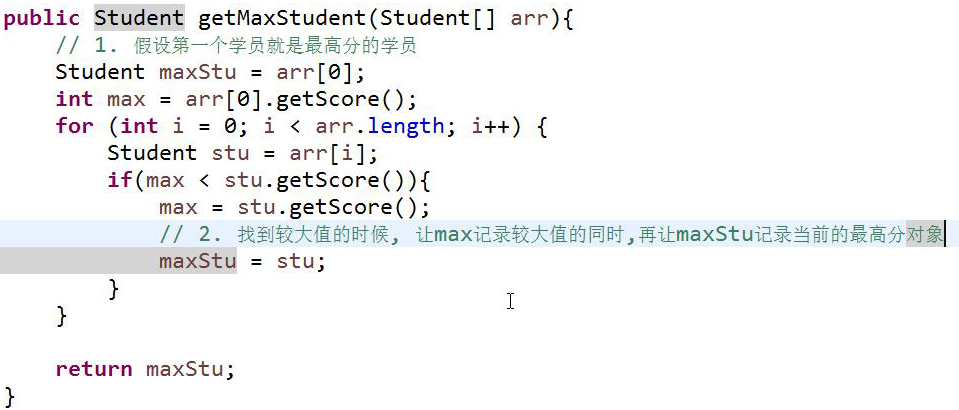 public Student getMaxStudent(Student[] arr){
    // 1. 假设第一个学员就是最高分的学员
    Student maxStu = arr[0];
    int max = arr[0].getScore();
    for (int i = 0; i < arr.length; i++) {
        Student stu = arr[i];
        if(max < stu.getScore()){
            max = stu.getScore();
            // 2. 找到较大值的时候, 让max记录较大值的同时,再让maxStu记录当前的最高分对象
            maxStu = stu;
        }
    }
    return maxStu;
}